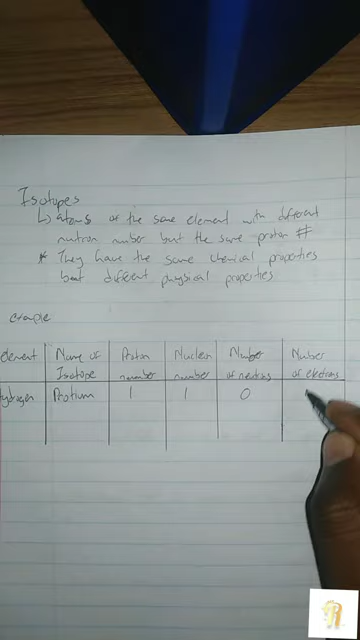 Isotopes
↳ atoms of the same element with different
nutron number but the same proton #
* They have the same chemical properties
but different physical properties
example
element Name of Isotope Proton number Nucleon number Number of neutrons Number of eletrons
Hydrogen Protium 1 1 0